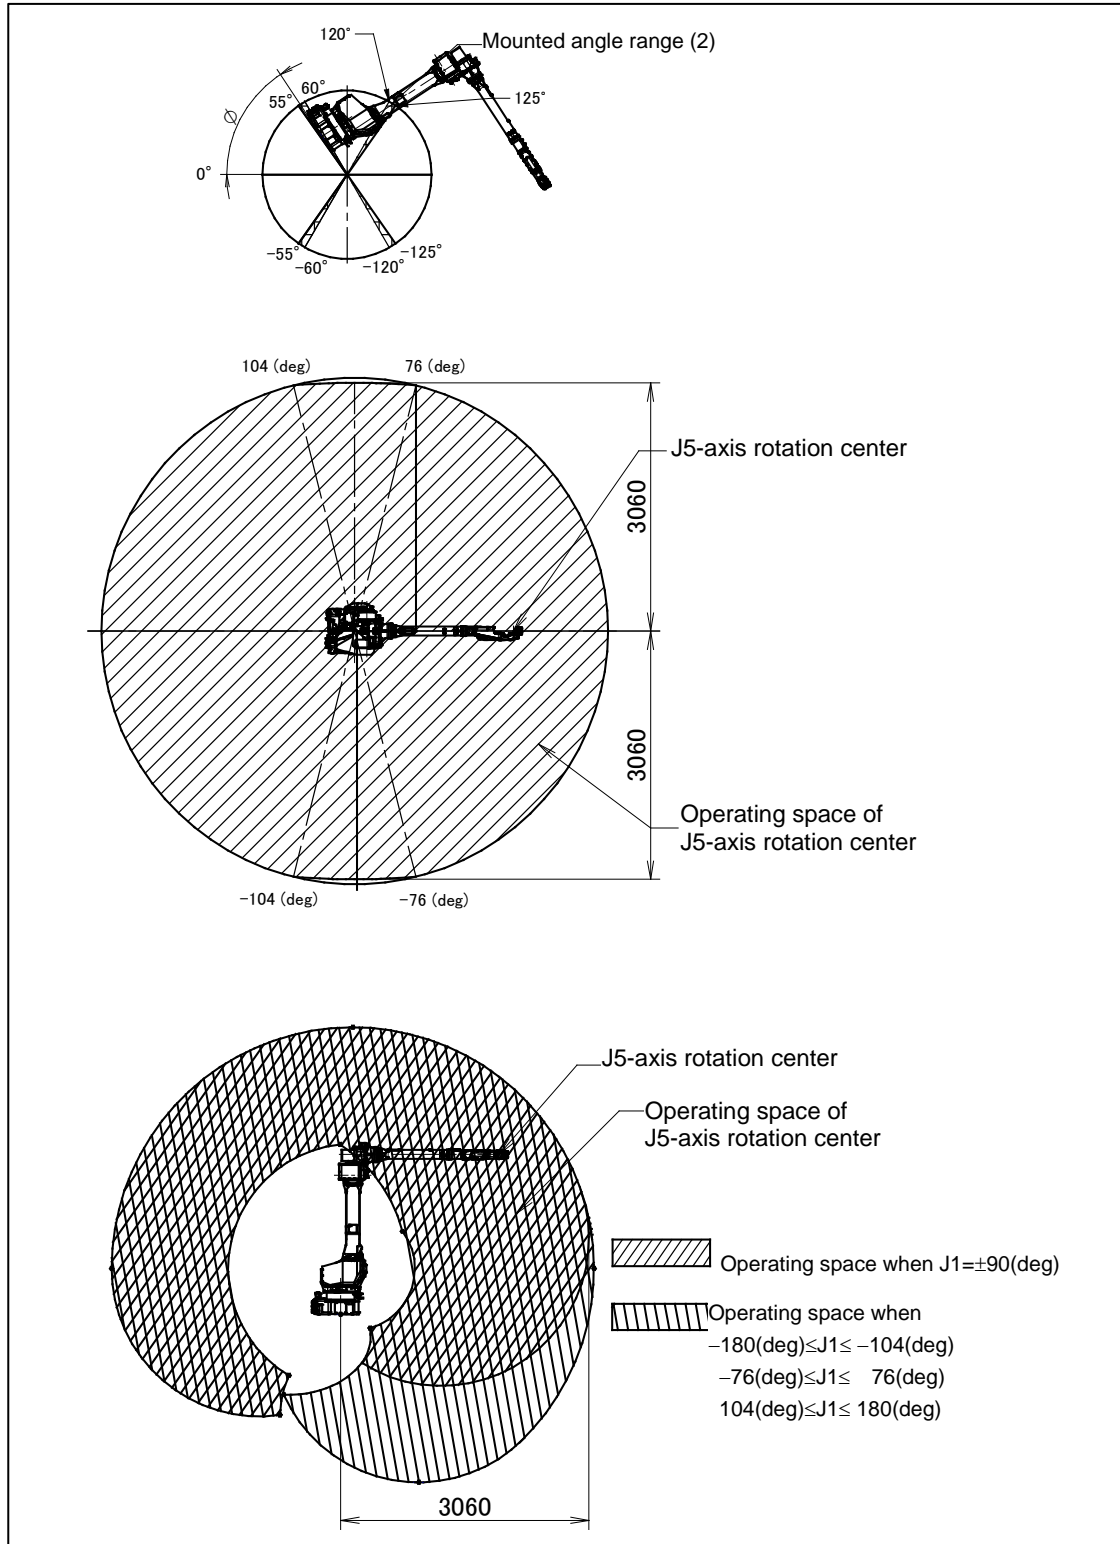 120°
Mounted angle range (2)
60°
55°
125°
∅
0°
−55°
−60°
−125°
−120°
104 (deg)
76 (deg)
J5-axis rotation center
3060
3060
Operating space of
J5-axis rotation center
−104 (deg)
−76 (deg)
J5-axis rotation center
Operating space of
J5-axis rotation center
Operating space when J1=±90(deg)
Operating space when
−180(deg)≤J1≤ −104(deg)
−76(deg)≤J1≤ 76(deg)
104(deg)≤J1≤ 180(deg)
3060